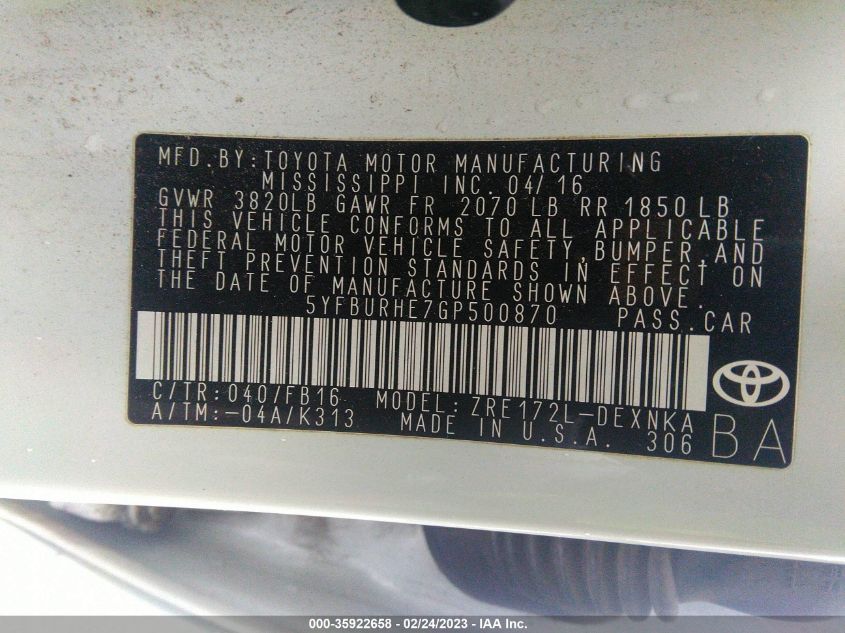 MFD.BY:TOYOTA MOTOR MANUFACTURING
MISSISSIPPI INC. 04/16
GVWR 3820LB GAWR FR 2070 LB RR 1850 LB
THIS VEHICLE CONFORMS TO ALL APPLICABLE
FEDERAL MOTOR VEHICLE SAFETY,BUMPER,AND
THEFT PREVENTION STANDARDS IN EFFECT ON
THE DATE OF MANUFACTURE SHOWN ABOVE.
5YFBURHE7GP500870 PASS.CAR
C/TR:040/FB16 MODEL:ZRE172L-DEXNKA
A/TM:-04A/K313 MADE IN U.S.A. 306
BA
000-35922658 - 02/24/2023 - IAA Inc.